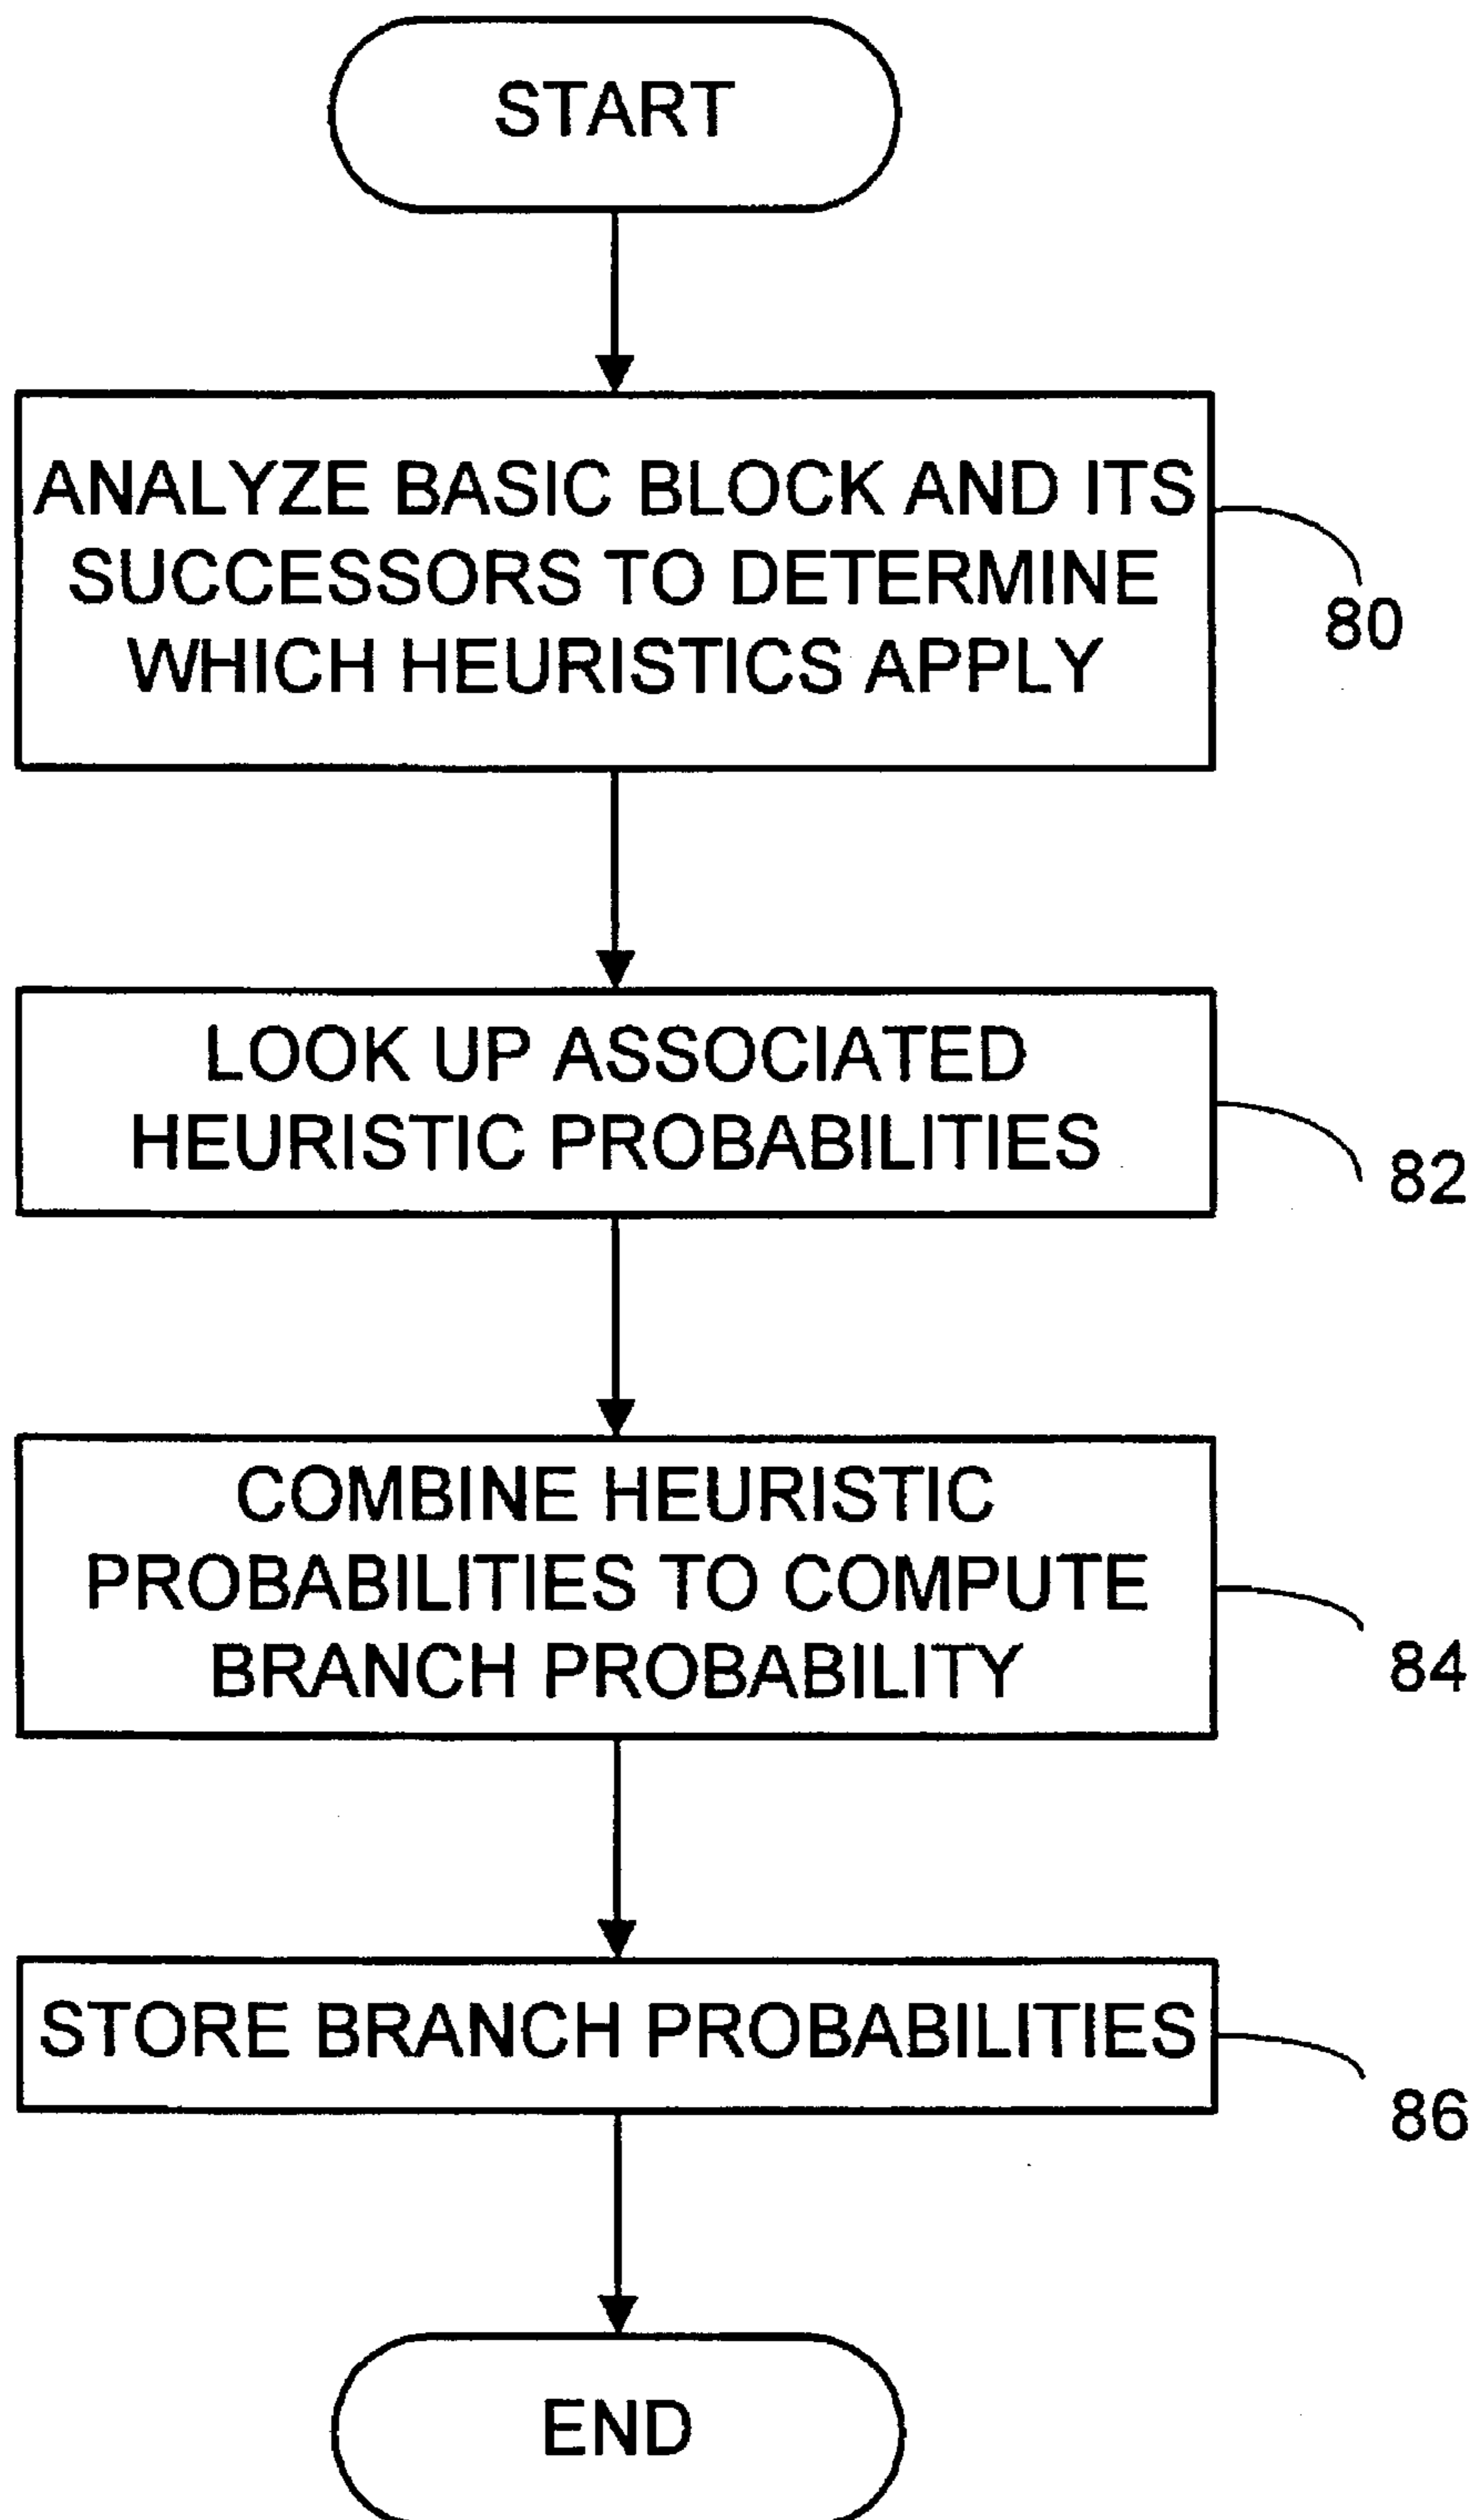 START
ANALYZE BASIC BLOCK AND ITS
SUCCESSORS TO DETERMINE
WHICH HEURISTICS APPLY
80
LOOK UP ASSOCIATED
HEURISTIC PROBABILITIES
82
COMBINE HEURISTIC
PROBABILITIES TO COMPUTE
BRANCH PROBABILITY
84
STORE BRANCH PROBABILITIES
86
END